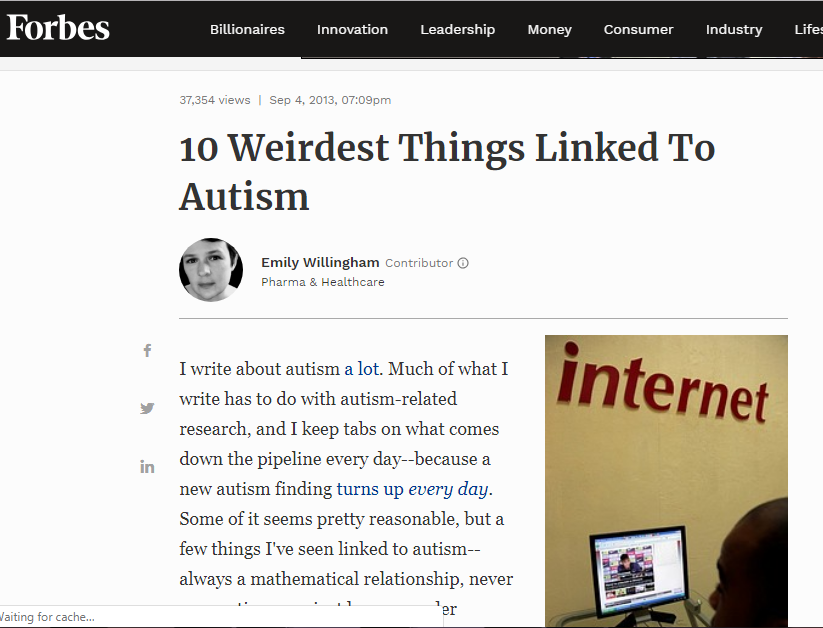 Forbes
Billionaires Innovation Leadership Money Consumer Industry
37,354 views | Sep 4, 2013, 07:09pm
10 Weirdest Things Linked To
Autism
Emily Willingham Contributor
Pharma & Healthcare
I write about autism a lot. Much of what I
write has to do with autism-related
research, and I keep tabs on what comes
down the pipeline every day--because a
new autism finding turns up every day.
Some of it seems pretty reasonable, but a
few things I've seen linked to autism--
always a mathematical relationship, never
internet
Waiting for cache...